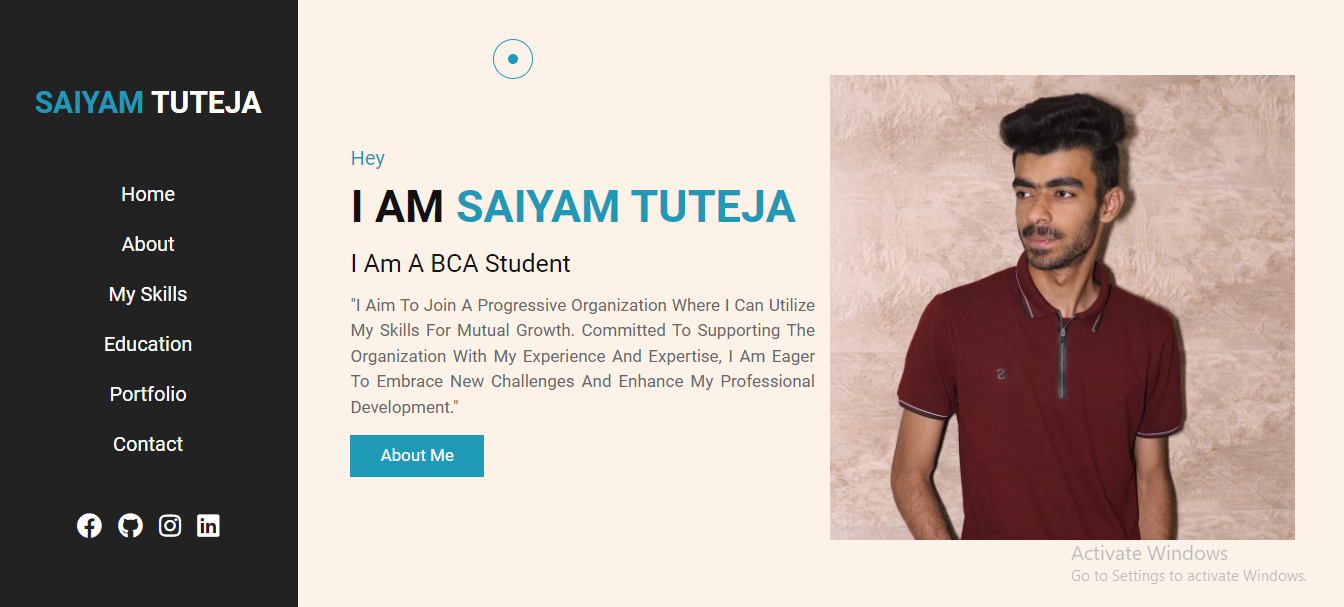 SAIYAM TUTEJA
Home
About
My Skills
Education
Portfolio
Contact
Hey
I AM SAIYAM TUTEJA
I Am A BCA Student
"I Aim To Join A Progressive Organization Where I Can Utilize
My Skills For Mutual Growth. Committed To Supporting The
Organization With My Experience And Expertise, I Am Eager
To Embrace New Challenges And Enhance My Professional
Development."
About Me
Activate Windows
Go to Settings to activate Windows.